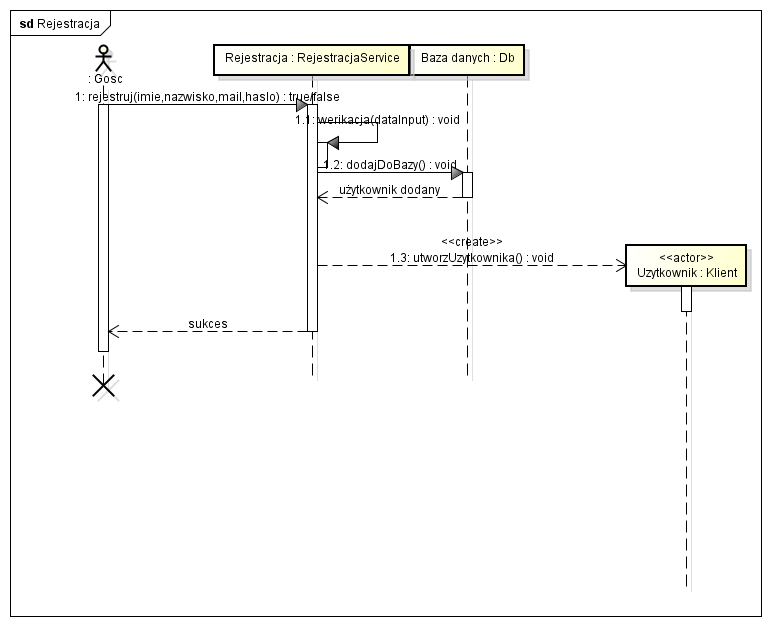 sd Rejestracja
: Gosc
Rejestracja : RejestracjaService
Baza danych : Db
1: rejestruj(imie,nazwisko,mail,haslo) : true/false
1.1: werikacja(dataInput) : void
1.2: dodajDoBazy() : void
użytkownik dodany
<<create>>
1.3: utworzUzytkownika() : void
<<actor>>
Uzytkownik : Klient
sukces